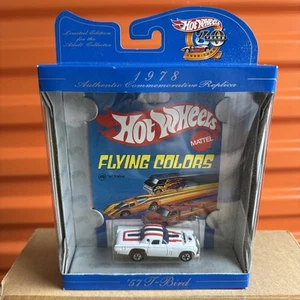 Limited Edition
for the
Adult Collector
Hot Wheels
1978
Authentic Commemorative Replica
Hot Wheels
MATTEL
FLYING COLORS
'57 T-Bird